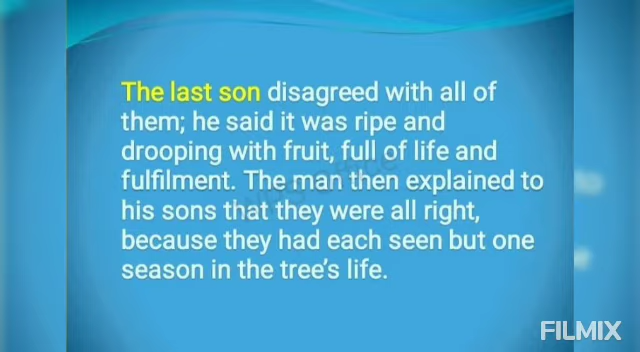 The last son disagreed with all of
them; he said it was ripe and
drooping with fruit, full of life and
fulfilment. The man then explained to
his sons that they were all right,
because they had each seen but one
season in the tree's life.
FILMIX